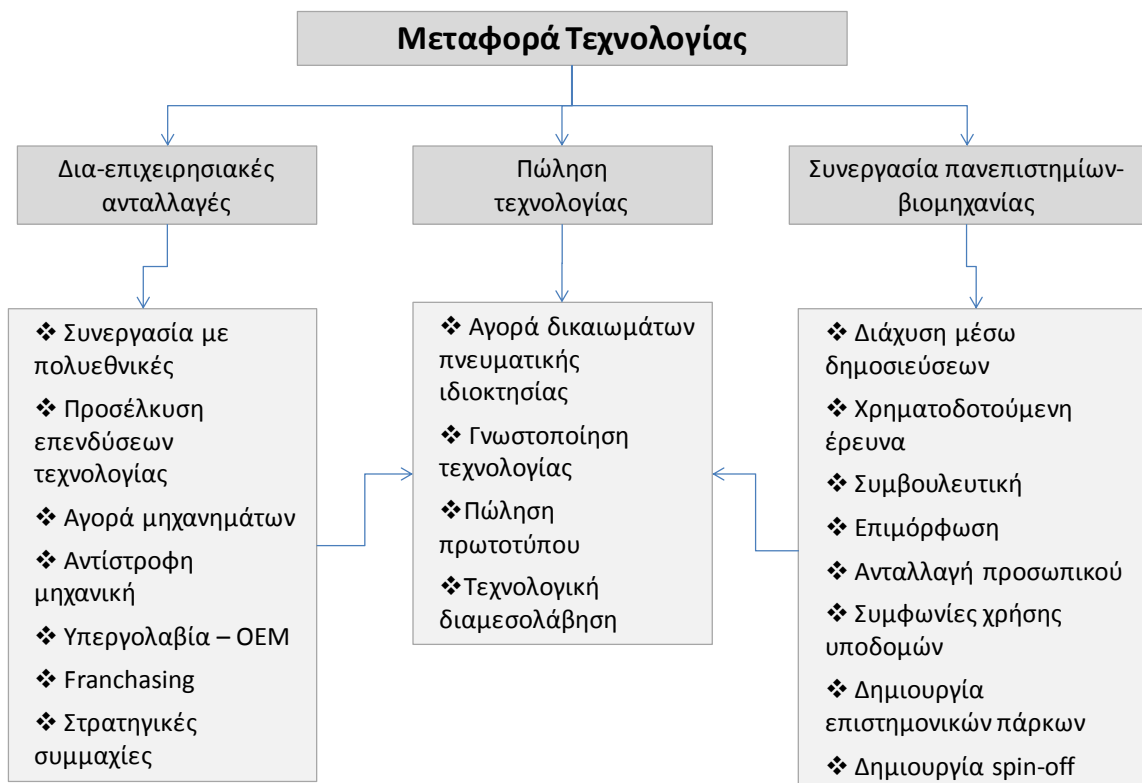 Μεταφορά Τεχνολογίας
Δια-επιχειρησιακές
ανταλλαγές
Πώληση
τεχνολογίας
Συνεργασία πανεπιστημίων-
βιομηχανίας
❖ Συνεργασία με
πολυεθνικές
❖ Προσέλκυση
επενδύσεων
τεχνολογίας
❖ Αγορά μηχανημάτων
❖ Αντίστροφη
μηχανική
❖ Υπεργολαβία – OEM
❖ Franchasing
❖ Στρατηγικές
συμμαχίες
❖ Αγορά δικαιωμάτων
πνευματικής
ιδιοκτησίας
❖ Γνωστοποίηση
τεχνολογίας
❖ Πώληση
πρωτοτύπου
❖Τεχνολογική
διαμεσολάβηση
❖ Διάχυση μέσω
δημοσιεύσεων
❖ Χρηματοδοτούμενη
έρευνα
❖ Συμβουλευτική
❖ Επιμόρφωση
❖ Ανταλλαγή προσωπικού
❖ Συμφωνίες χρήσης
υποδομών
❖ Δημιουργία
επιστημονικών πάρκων
❖ Δημιουργία spin-off